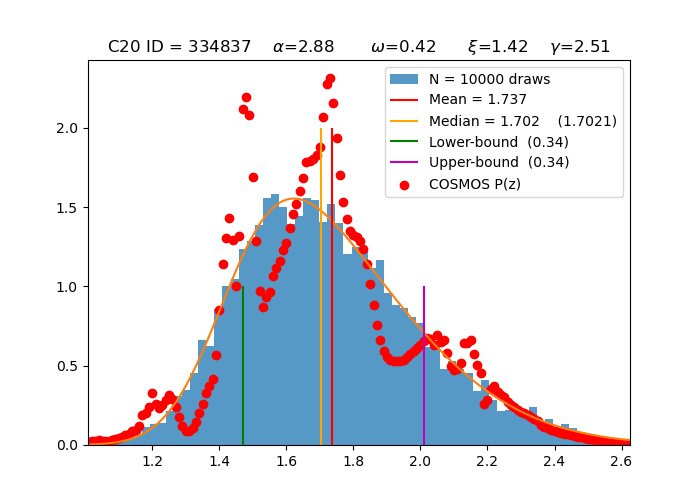 C20 ID = 334837 α=2.88 ω=0.42 ξ=1.42 γ=2.51
N = 10000 draws
Mean = 1.737
Median = 1.702 (1.7021)
Lower-bound (0.34)
Upper-bound (0.34)
COSMOS P(z)
2.0
1.5
1.0
0.5
0.0
1.2 1.4 1.6 1.8 2.0 2.2 2.4 2.6